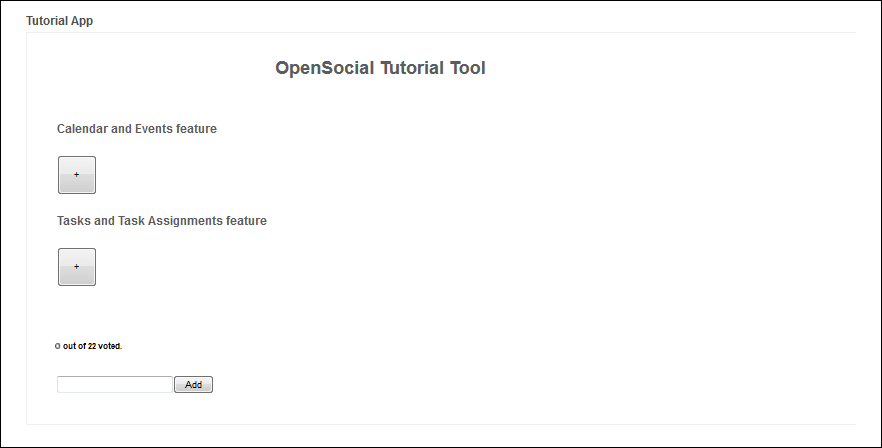 Tutorial App
OpenSocial Tutorial Tool
Calendar and Events feature
+
Tasks and Task Assignments feature
+
0 out of 22 voted.
Add